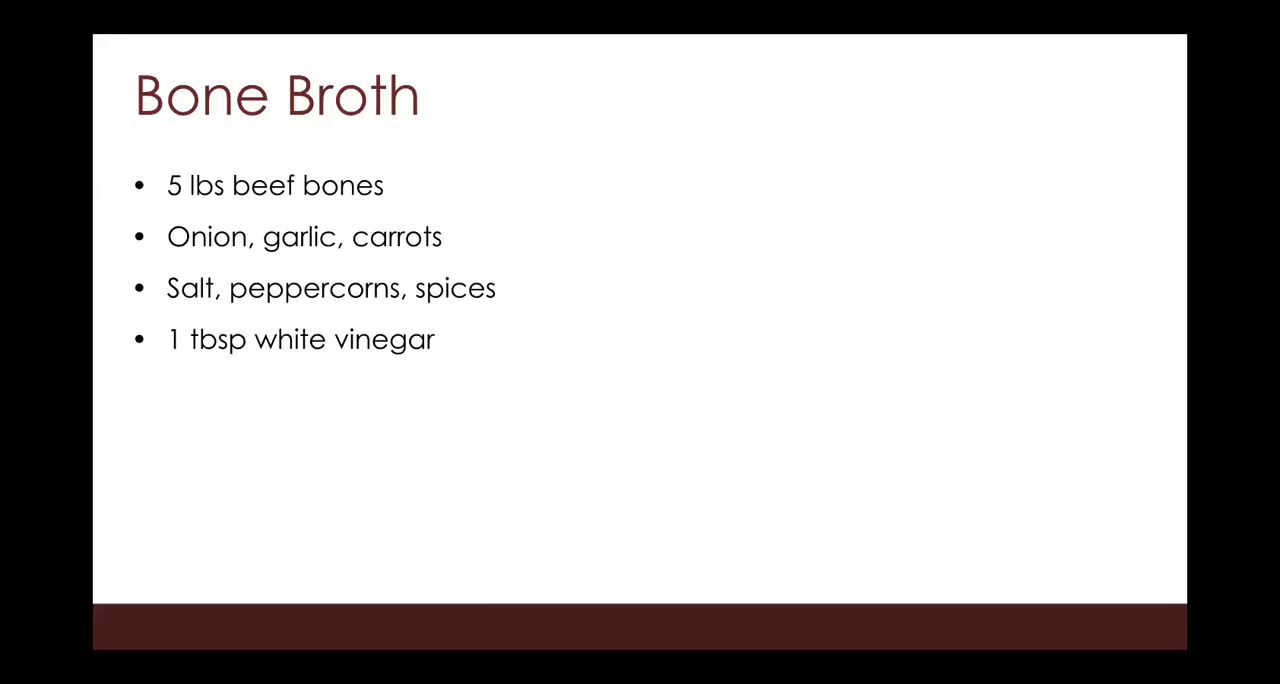 Bone Broth
• 5 lbs beef bones
• Onion, garlic, carrots
• Salt, peppercorns, spices
• 1 tbsp white vinegar